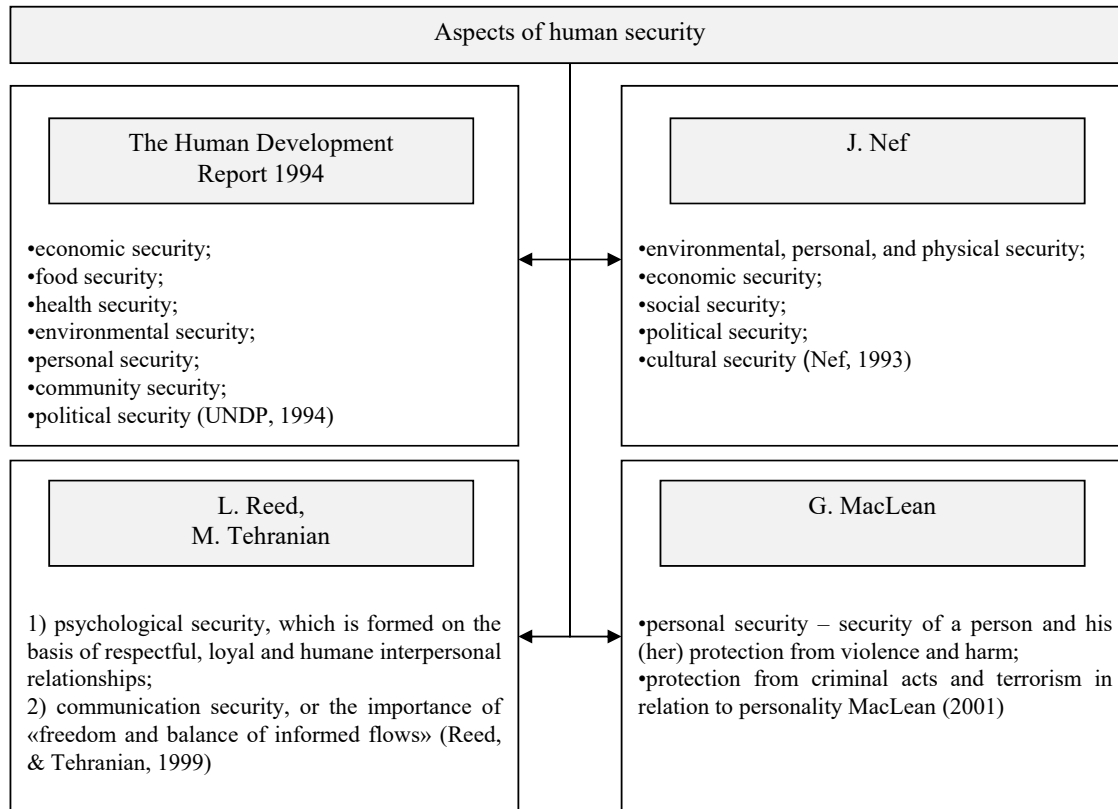 Aspects of human security
The Human Development
Report 1994
•economic security;
•food security;
•health security;
•environmental security;
•personal security;
•community security;
•political security (UNDP, 1994)
J. Nef
•environmental, personal, and physical security;
•economic security;
•social security;
•political security;
•cultural security (Nef, 1993)
L. Reed,
M. Tehranian
1) psychological security, which is formed on the
basis of respectful, loyal and humane interpersonal
relationships;
2) communication security, or the importance of
«freedom and balance of informed flows» (Reed,
& Tehranian, 1999)
G. MacLean
•personal security – security of a person and his
(her) protection from violence and harm;
•protection from criminal acts and terrorism in
relation to personality MacLean (2001)